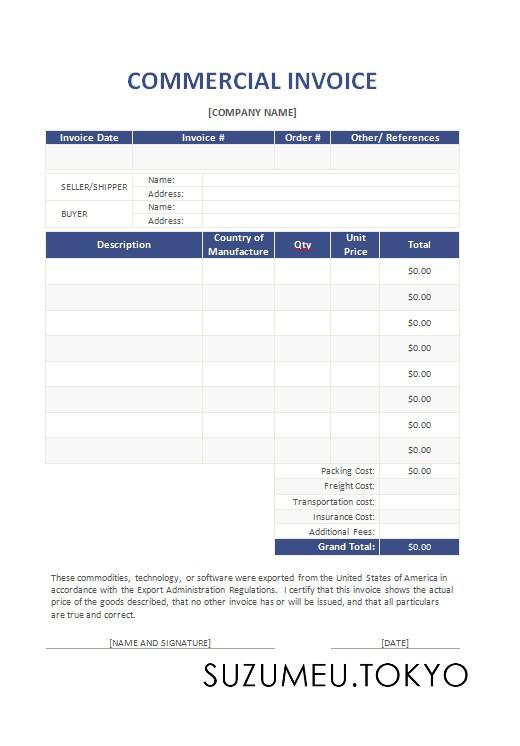 COMMERCIAL INVOICE
[COMPANY NAME]
Invoice Date Invoice # Order # Other/ References
SELLER/SHIPPER
Name:
Address:
BUYER
Name:
Address:
Description Country of Manufacture Qty Unit Price Total
$0.00
$0.00
$0.00
$0.00
$0.00
$0.00
$0.00
$0.00
Packing Cost: $0.00
Freight Cost:
Transportation cost:
Insurance Cost:
Additional Fees:
Grand Total: $0.00
These commodities, technology, or software were exported from the United States of America in
accordance with the Export Administration Regulations. I certify that this invoice shows the actual
price of the goods described, that no other invoice has or will be issued, and that all particulars
are true and correct.
[NAME AND SIGNATURE] [DATE]
SUZUMEU.TOKYO